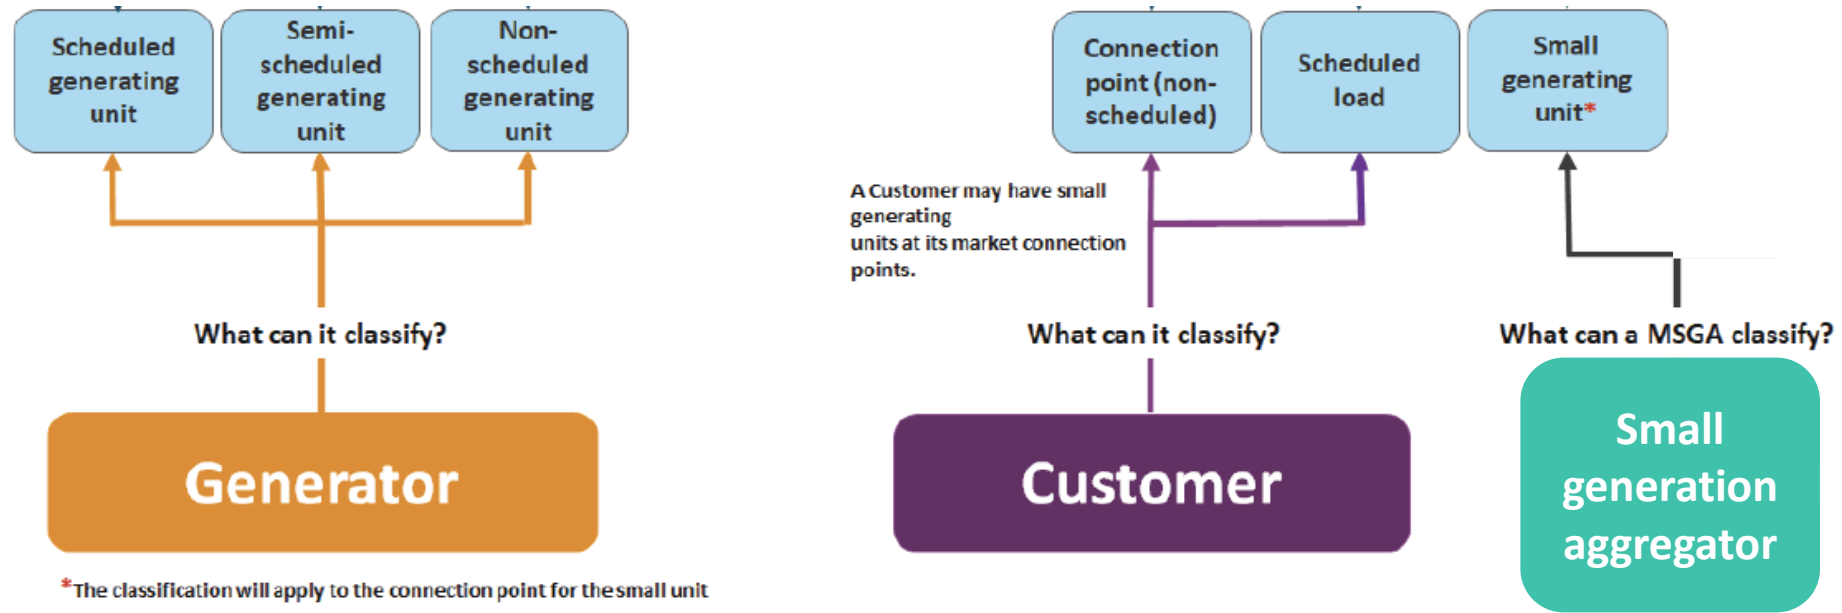 Scheduled
generating
unit
Semi-
scheduled
generating
unit
Non-
scheduled
generating
unit
Connection
point (non-
scheduled)
Scheduled
load
Small
generating
unit*
A Customer may have small
generating
units at its market connection
points.
What can it classify?
What can it classify?
What can a MSGA classify?
Generator
Customer
Small
generation
aggregator
*The classification will apply to the connection point for the small unit